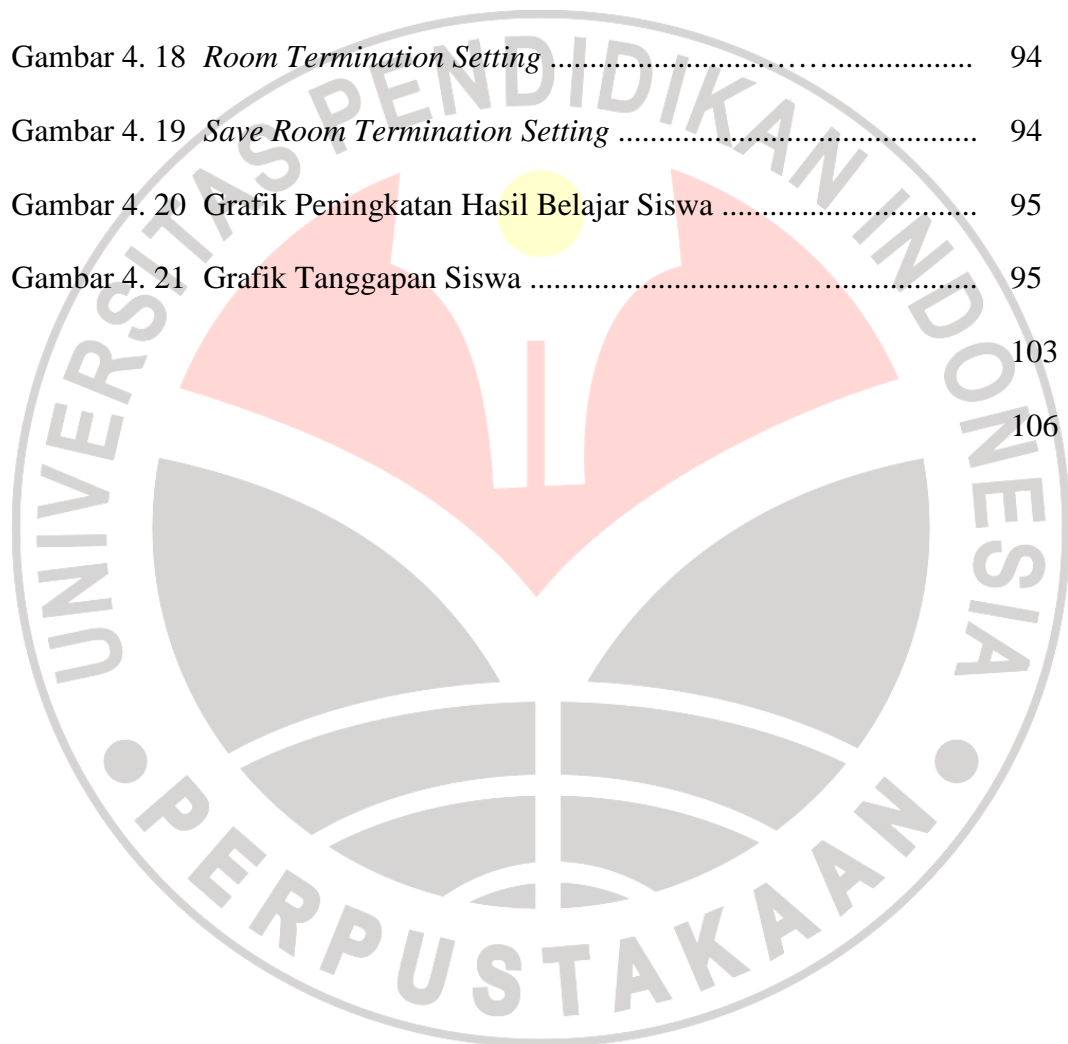 Gambar 4. 18 Room Termination Setting ...........................……................. 94
Gambar 4. 19 Save Room Termination Setting ............................................. 94
Gambar 4. 20 Grafik Peningkatan Hasil Belajar Siswa ................................ 95
Gambar 4. 21 Grafik Tanggapan Siswa ..............................…….................. 95
103
106
UNIVERSITAS PENDIDIKAN INDONESIA
PERPUSTAKAAN